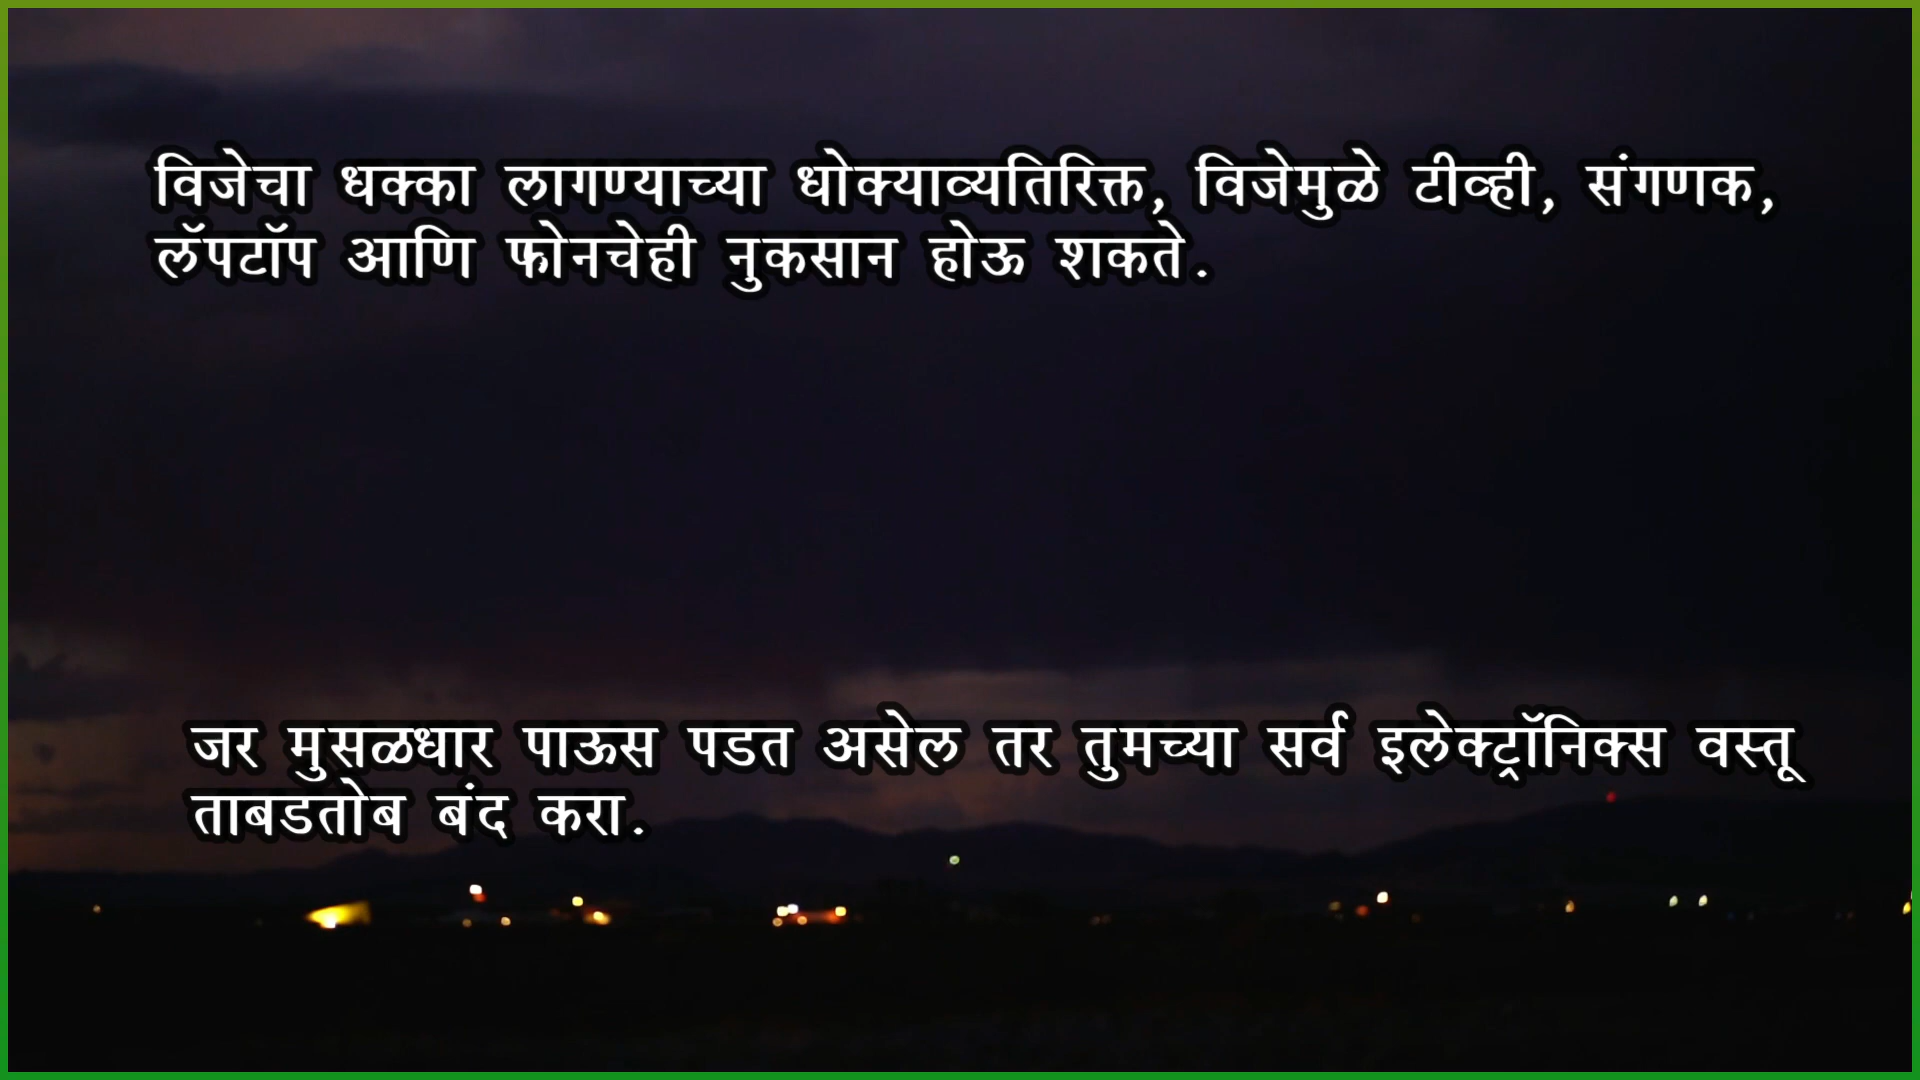 विजेचा धक्का लागण्याच्या धोक्याव्यतिरिक्त, विजेमुळे टीव्ही, संगणक,
लॅपटॉप आणि फोनचेही नुकसान होऊ शकते.
जर मुसळधार पाऊस पडत असेल तर तुमच्या सर्व इलेक्ट्रॉनिक्स वस्तू
ताबडतोब बंद करा.